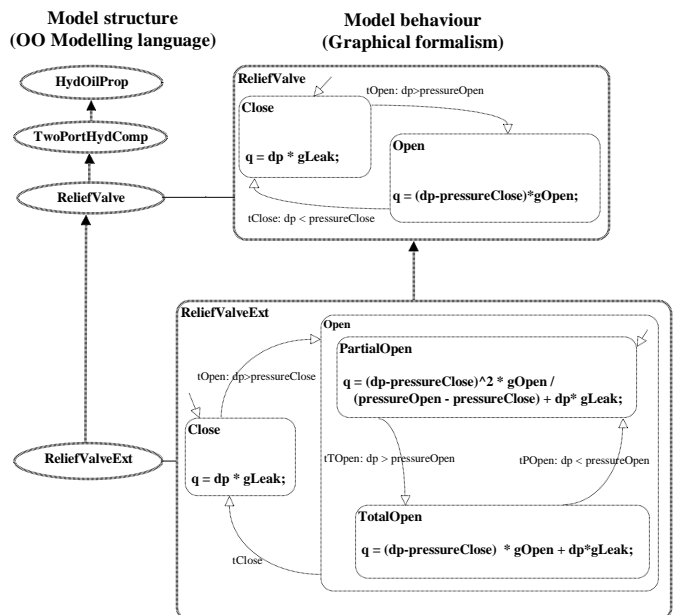 Model structure
(OO Modelling language)
Model behaviour
(Graphical formalism)
HydOilProp
TwoPortHydComp
ReliefValve
ReliefValve
tOpen: dp>pressureOpen
Close
q = dp * gLeak;
Open
q = (dp-pressureClose)*gOpen;
tClose: dp < pressureClose
ReliefValveExt
Open
PartialOpen
q = (dp-pressureClose)^2 * gOpen /
(pressureOpen - pressureClose) + dp* gLeak;
tOpen: dp>pressureClose
Close
q = dp * gLeak;
ReliefValveExt
tTOpen: dp > pressureOpen
tPOpen: dp < pressureOpen
TotalOpen
q = (dp-pressureClose) * gOpen + dp*gLeak;
tClose